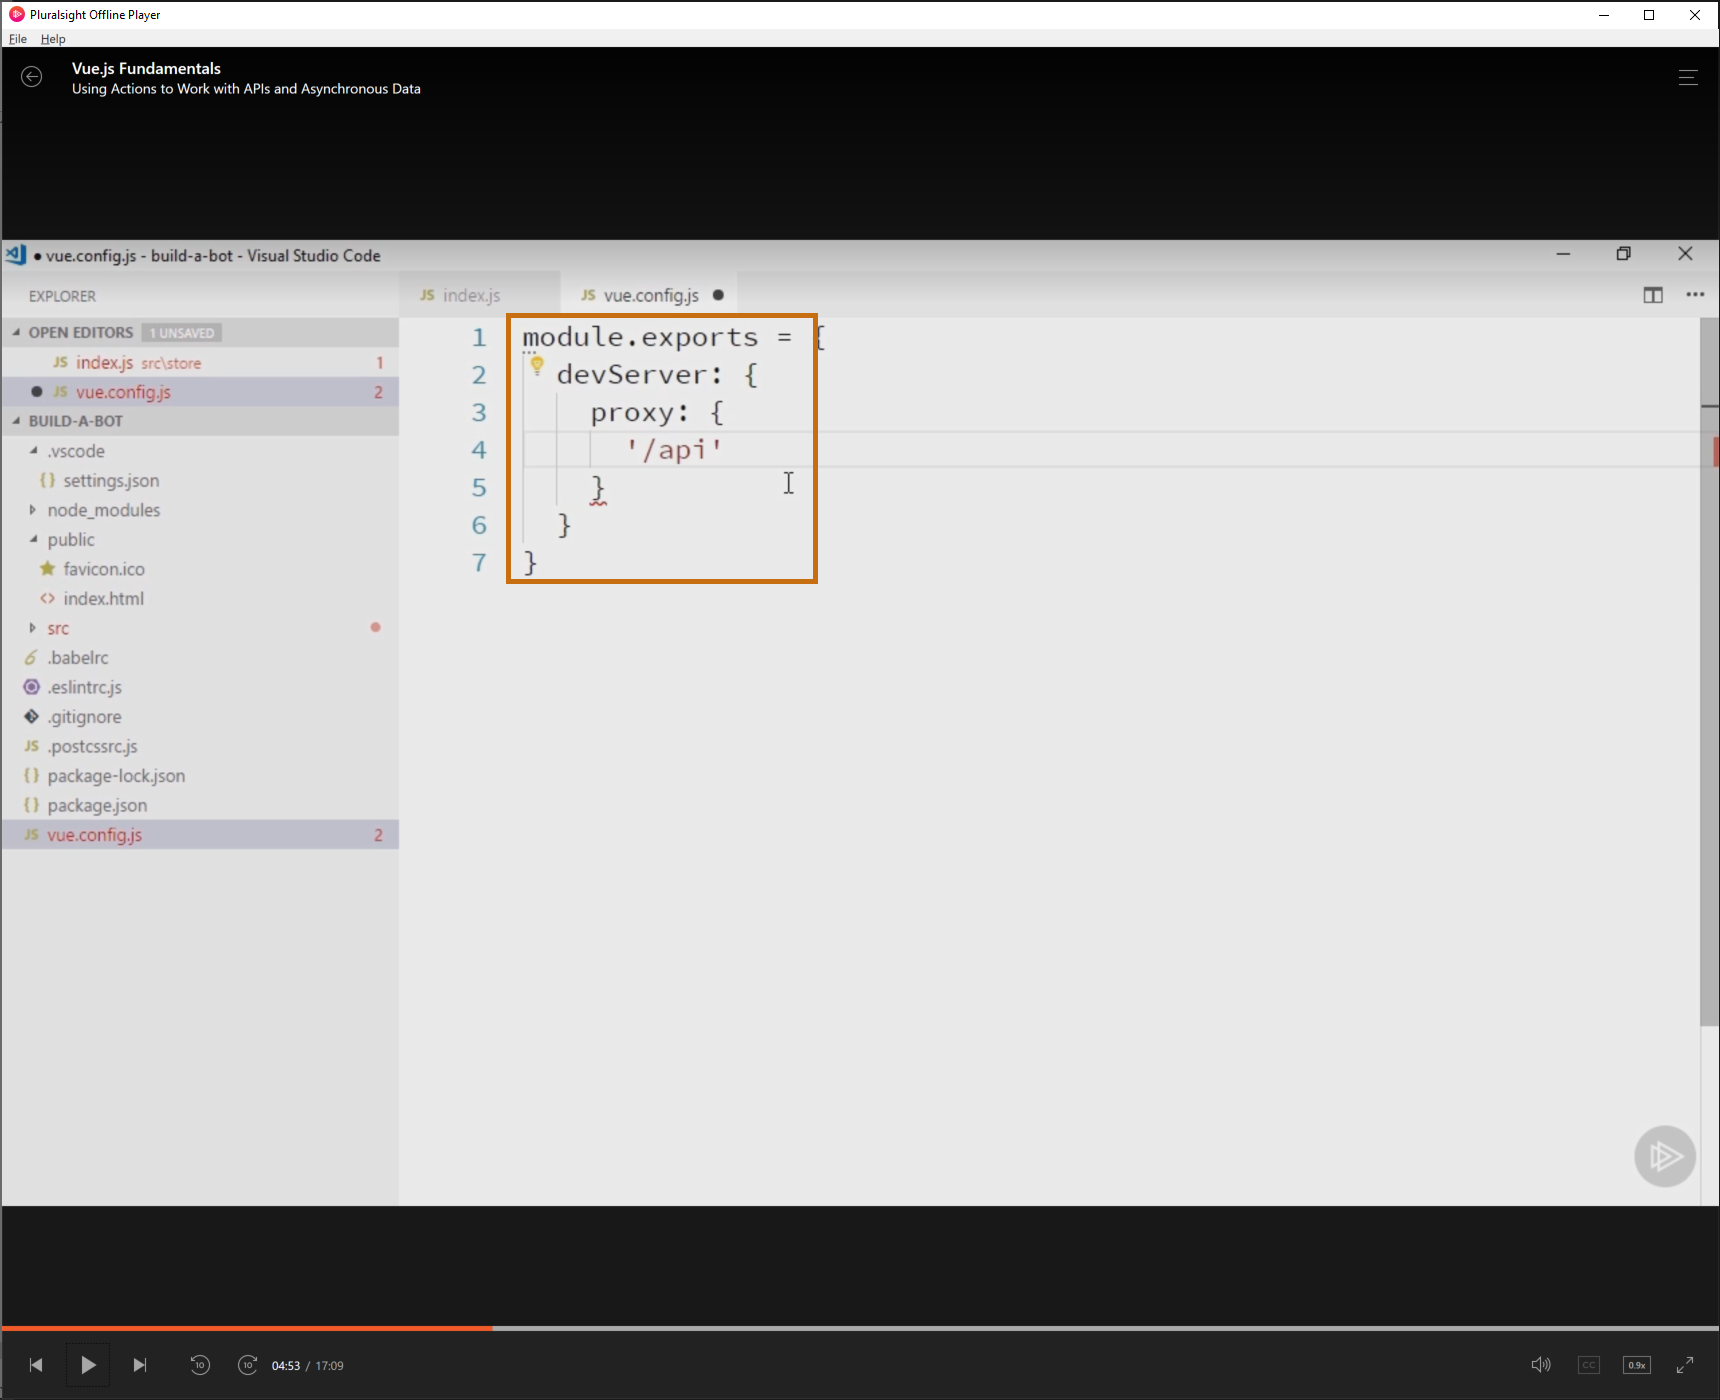 Pluralsight Offline Player
File Help
Vue.js Fundamentals
Using Actions to Work with APIs and Asynchronous Data
● vue.config.js - build-a-bot - Visual Studio Code
EXPLORER
JS index.js
JS vue.config.js ●
OPEN EDITORS 1 UNSAVED
JS index.js src\store 1
● JS vue.config.js 2
BUILD-A-BOT
.vscode
{} settings.json
node_modules
public
favicon.ico
<> index.html
src
.babelrc
.eslintrc.js
.gitignore
JS .postcssrc.js
{} package-lock.json
{} package.json
JS vue.config.js 2
1 module.exports = {
2 devServer: {
3 proxy: {
4 '/api'
5 }
6 }
7 }
10 10 04:53 / 17:09
CC 0.9x